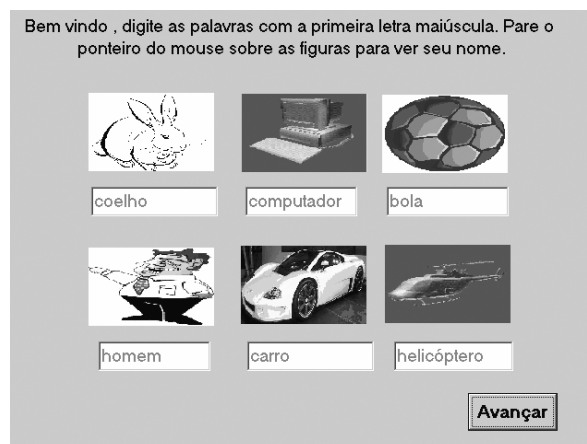 Bem vindo , digite as palavras com a primeira letra maiúscula. Pare o
ponteiro do mouse sobre as figuras para ver seu nome.
coelho
computador
bola
homem
carro
helicóptero
Avançar